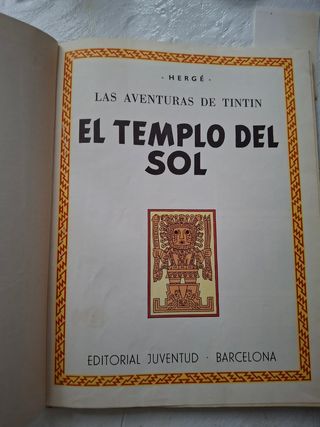 - HERGÉ -
LAS AVENTURAS DE TINTIN
EL TEMPLO DEL
SOL
EDITORIAL JUVENTUD · BARCELONA